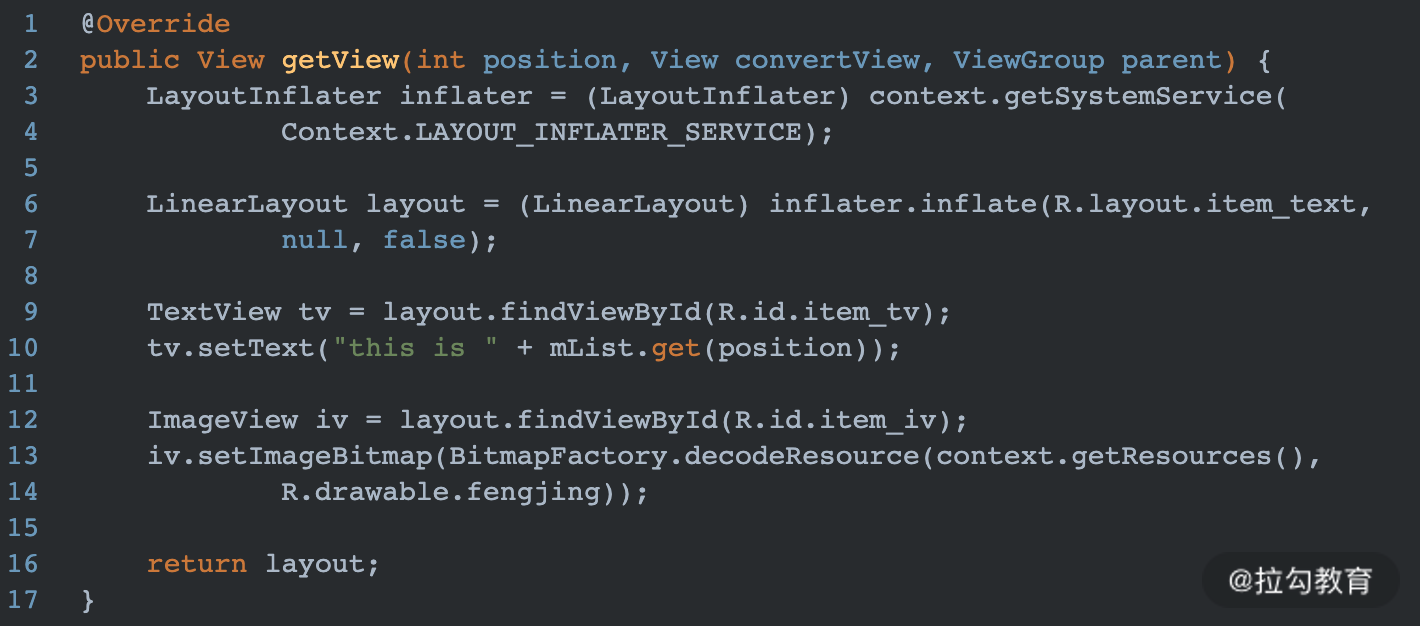 1 @Override
2 public View getView(int position, View convertView, ViewGroup parent) {
3 LayoutInflater inflater = (LayoutInflater) context.getSystemService(
4 Context.LAYOUT_INFLATER_SERVICE);
5
6 LinearLayout layout = (LinearLayout) inflater.inflate(R.layout.item_text,
7 null, false);
8
9 TextView tv = layout.findViewById(R.id.item_tv);
10 tv.setText("this is " + mList.get(position));
11
12 ImageView iv = layout.findViewById(R.id.item_iv);
13 iv.setImageBitmap(BitmapFactory.decodeResource(context.getResources(),
14 R.drawable.fengjing));
15
16 return layout;
17 }
@拉勾教育